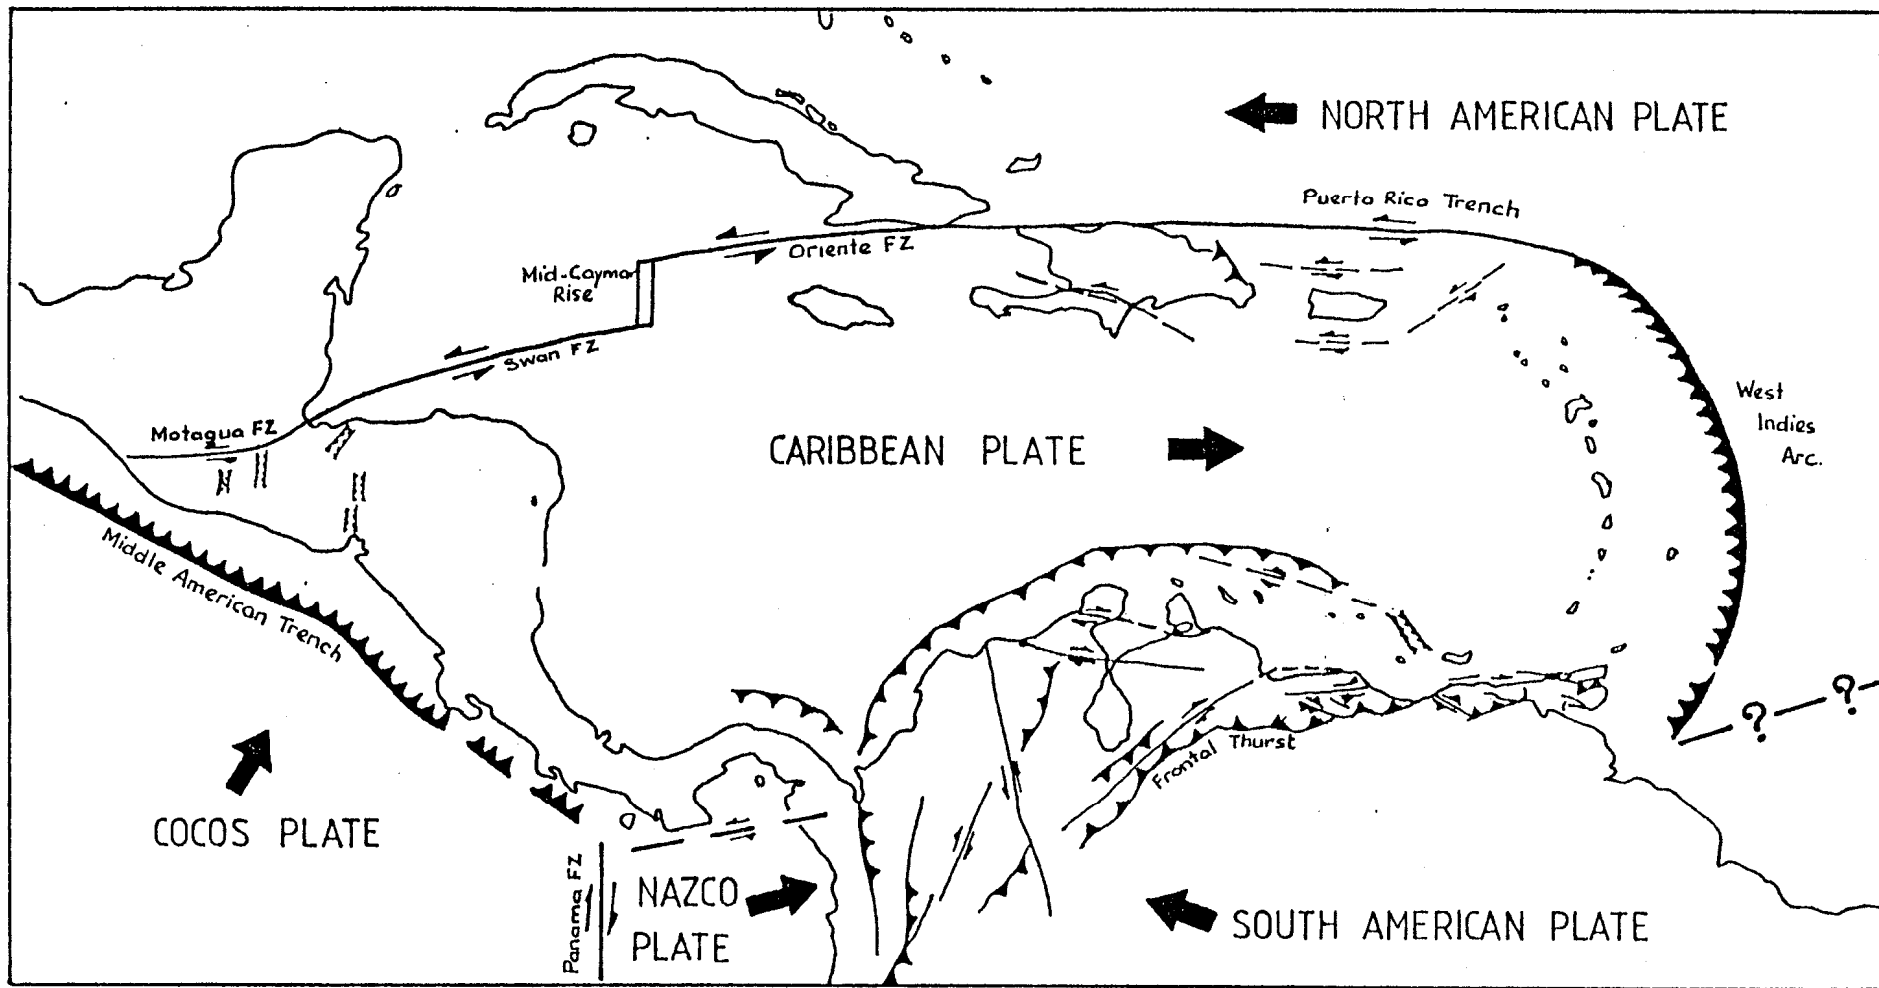 NORTH AMERICAN PLATE
Puerto Rico Trench
Oriente FZ
Mid-Cayman
Rise
Swan FZ
West
Indies
Arc.
Motagua FZ
CARIBBEAN PLATE
Middle American Trench
? ?
Frontal Thurst
COCOS PLATE
Panama FZ
NAZCO
PLATE
SOUTH AMERICAN PLATE